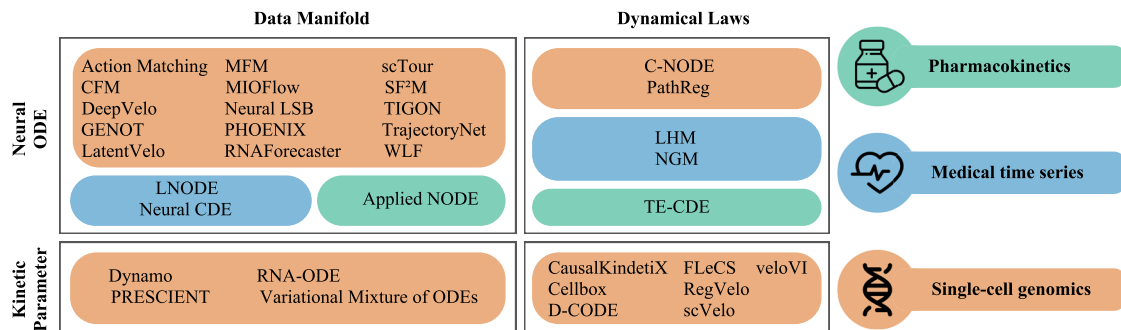 Data Manifold
Dynamical Laws
Neural
ODE
Action Matching MFM scTour
CFM MIOFlow SF²M
DeepVelo Neural LSB TIGON
GENOT PHOENIX TrajectoryNet
LatentVelo RNAForecaster WLF
LNODE
Neural CDE
Applied NODE
C-NODE
PathReg
LHM
NGM
TE-CDE
Kinetic
Parameter
Dynamo RNA-ODE
PRESCIENT Variational Mixture of ODEs
CausalKindetiX FLeCS veloVI
Cellbox RegVelo
D-CODE scVelo
Pharmacokinetics
Medical time series
Single-cell genomics